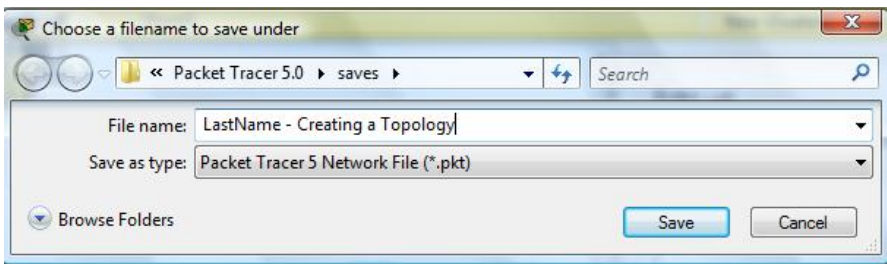 Choose a filename to save under
« Packet Tracer 5.0 saves Search
File name: LastName - Creating a Topology
Save as type: Packet Tracer 5 Network File (*.pkt)
Browse Folders Save Cancel